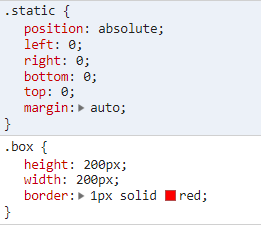 .static {
position: absolute;
left: 0;
right: 0;
bottom: 0;
top: 0;
margin: auto;
}
.box {
height: 200px;
width: 200px;
border: 1px solid red;
}